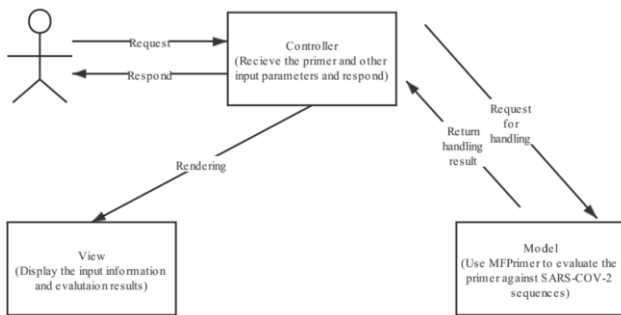 Request
Respond
Controller
(Recieve the primer and other
input parameters and respond)
Request
for
handling
Return
handling
result
Rendering
View
(Display the input information
and evalutaion results)
Model
(Use MFPrimer to evaluate the
primer against SARS-COV-2
sequences)